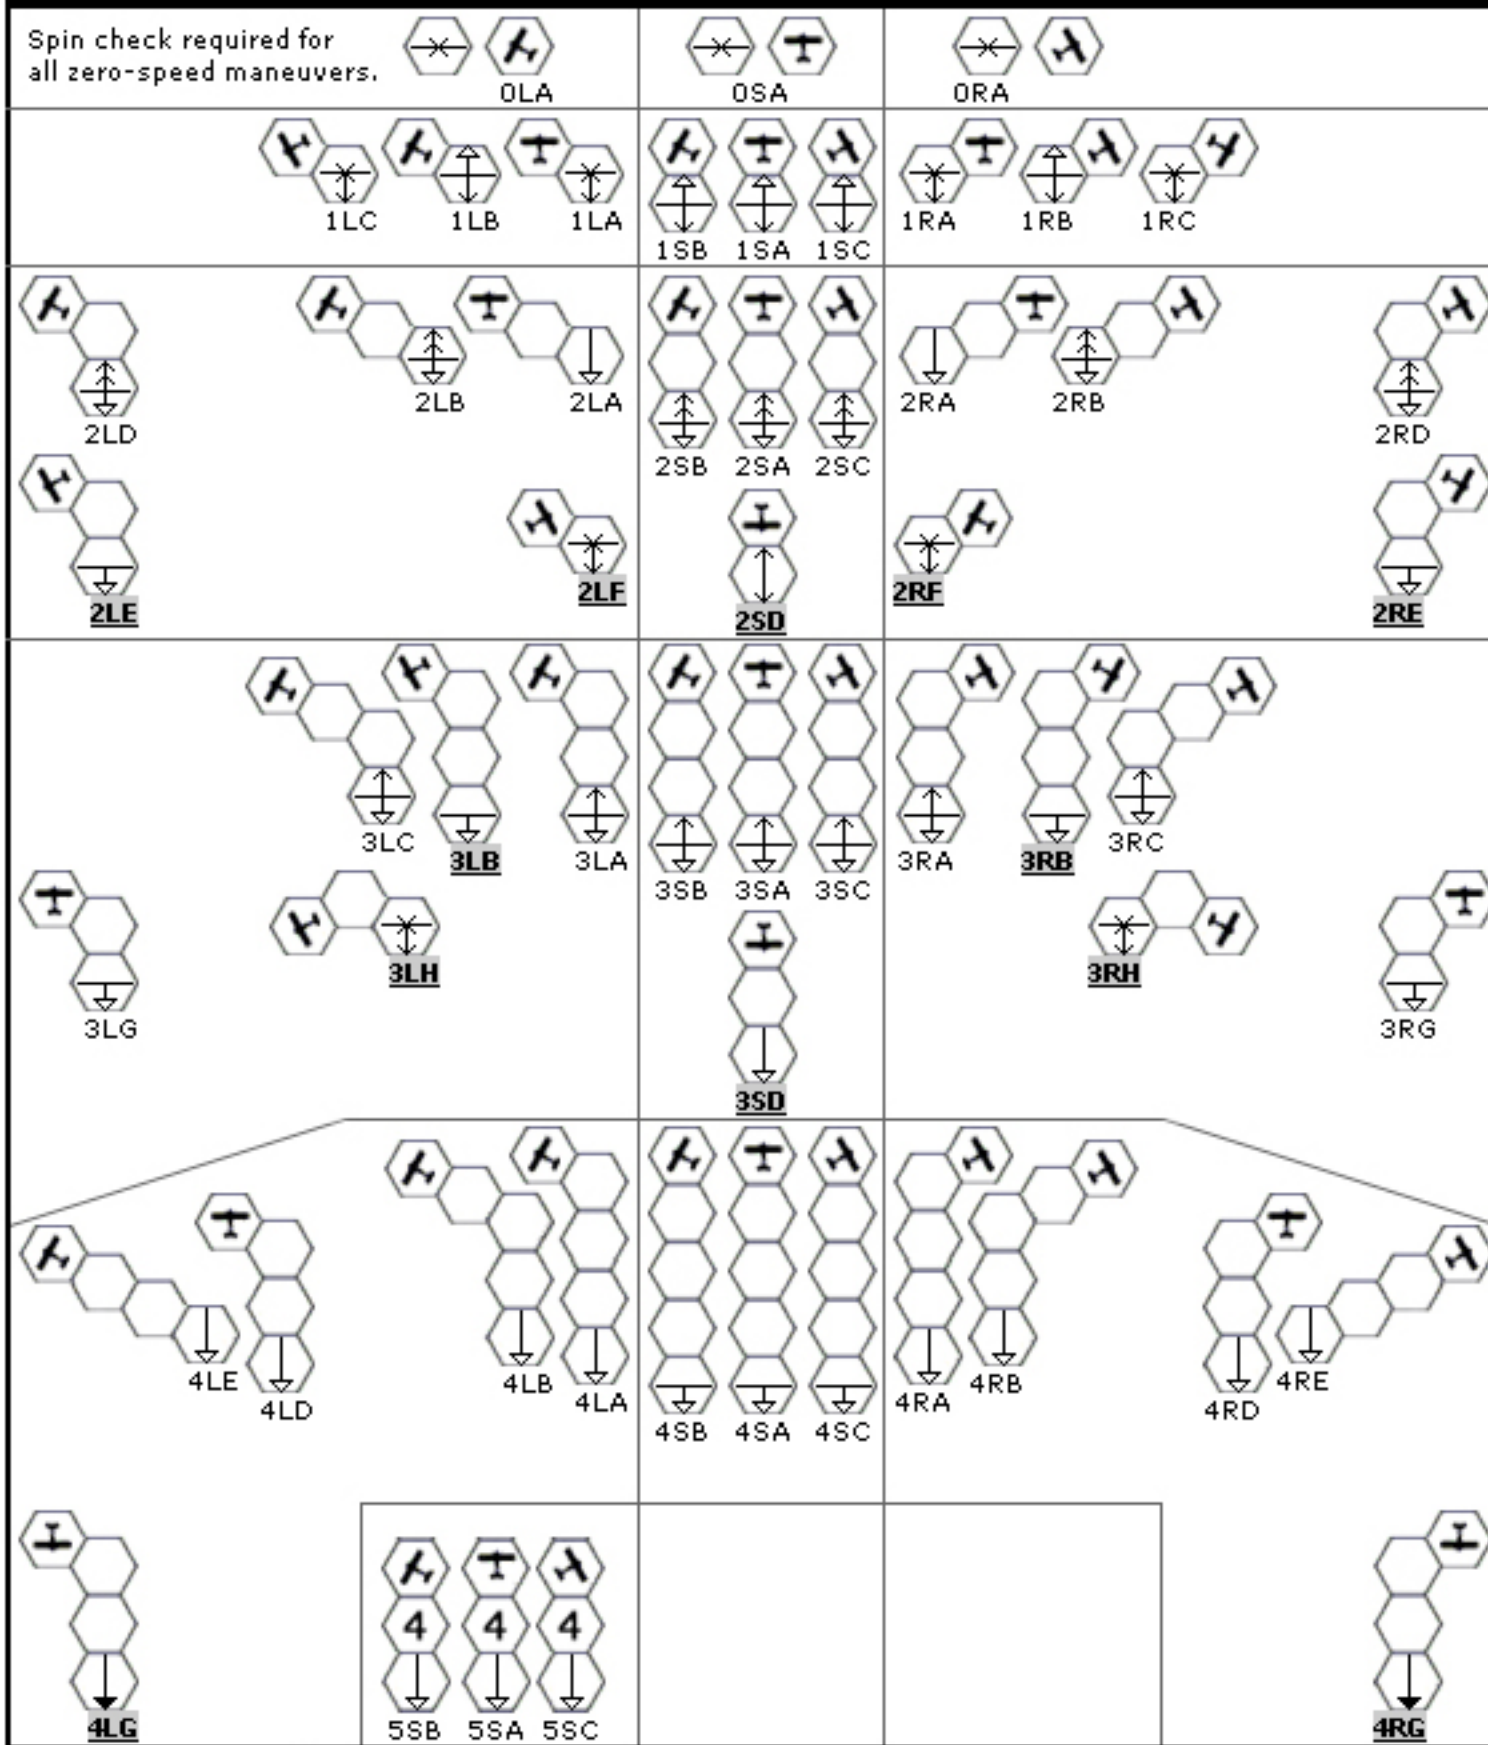 Spin check required for
all zero-speed maneuvers.
0LA
0SA
0RA
1LC
1LB
1LA
1SB
1SA
1SC
1RA
1RB
1RC
2LD
2LB
2LA
2SB
2SA
2SC
2RA
2RB
2RD
2LE
2LF
2SD
2RF
2RE
3LC
3LB
3LA
3SB
3SA
3SC
3RA
3RB
3RC
3LG
3LH
3SD
3RH
3RG
4LE
4LD
4LB
4LA
4SB
4SA
4SC
4RA
4RB
4RD
4RE
4LG
4
4
4
5SB
5SA
5SC
4RG